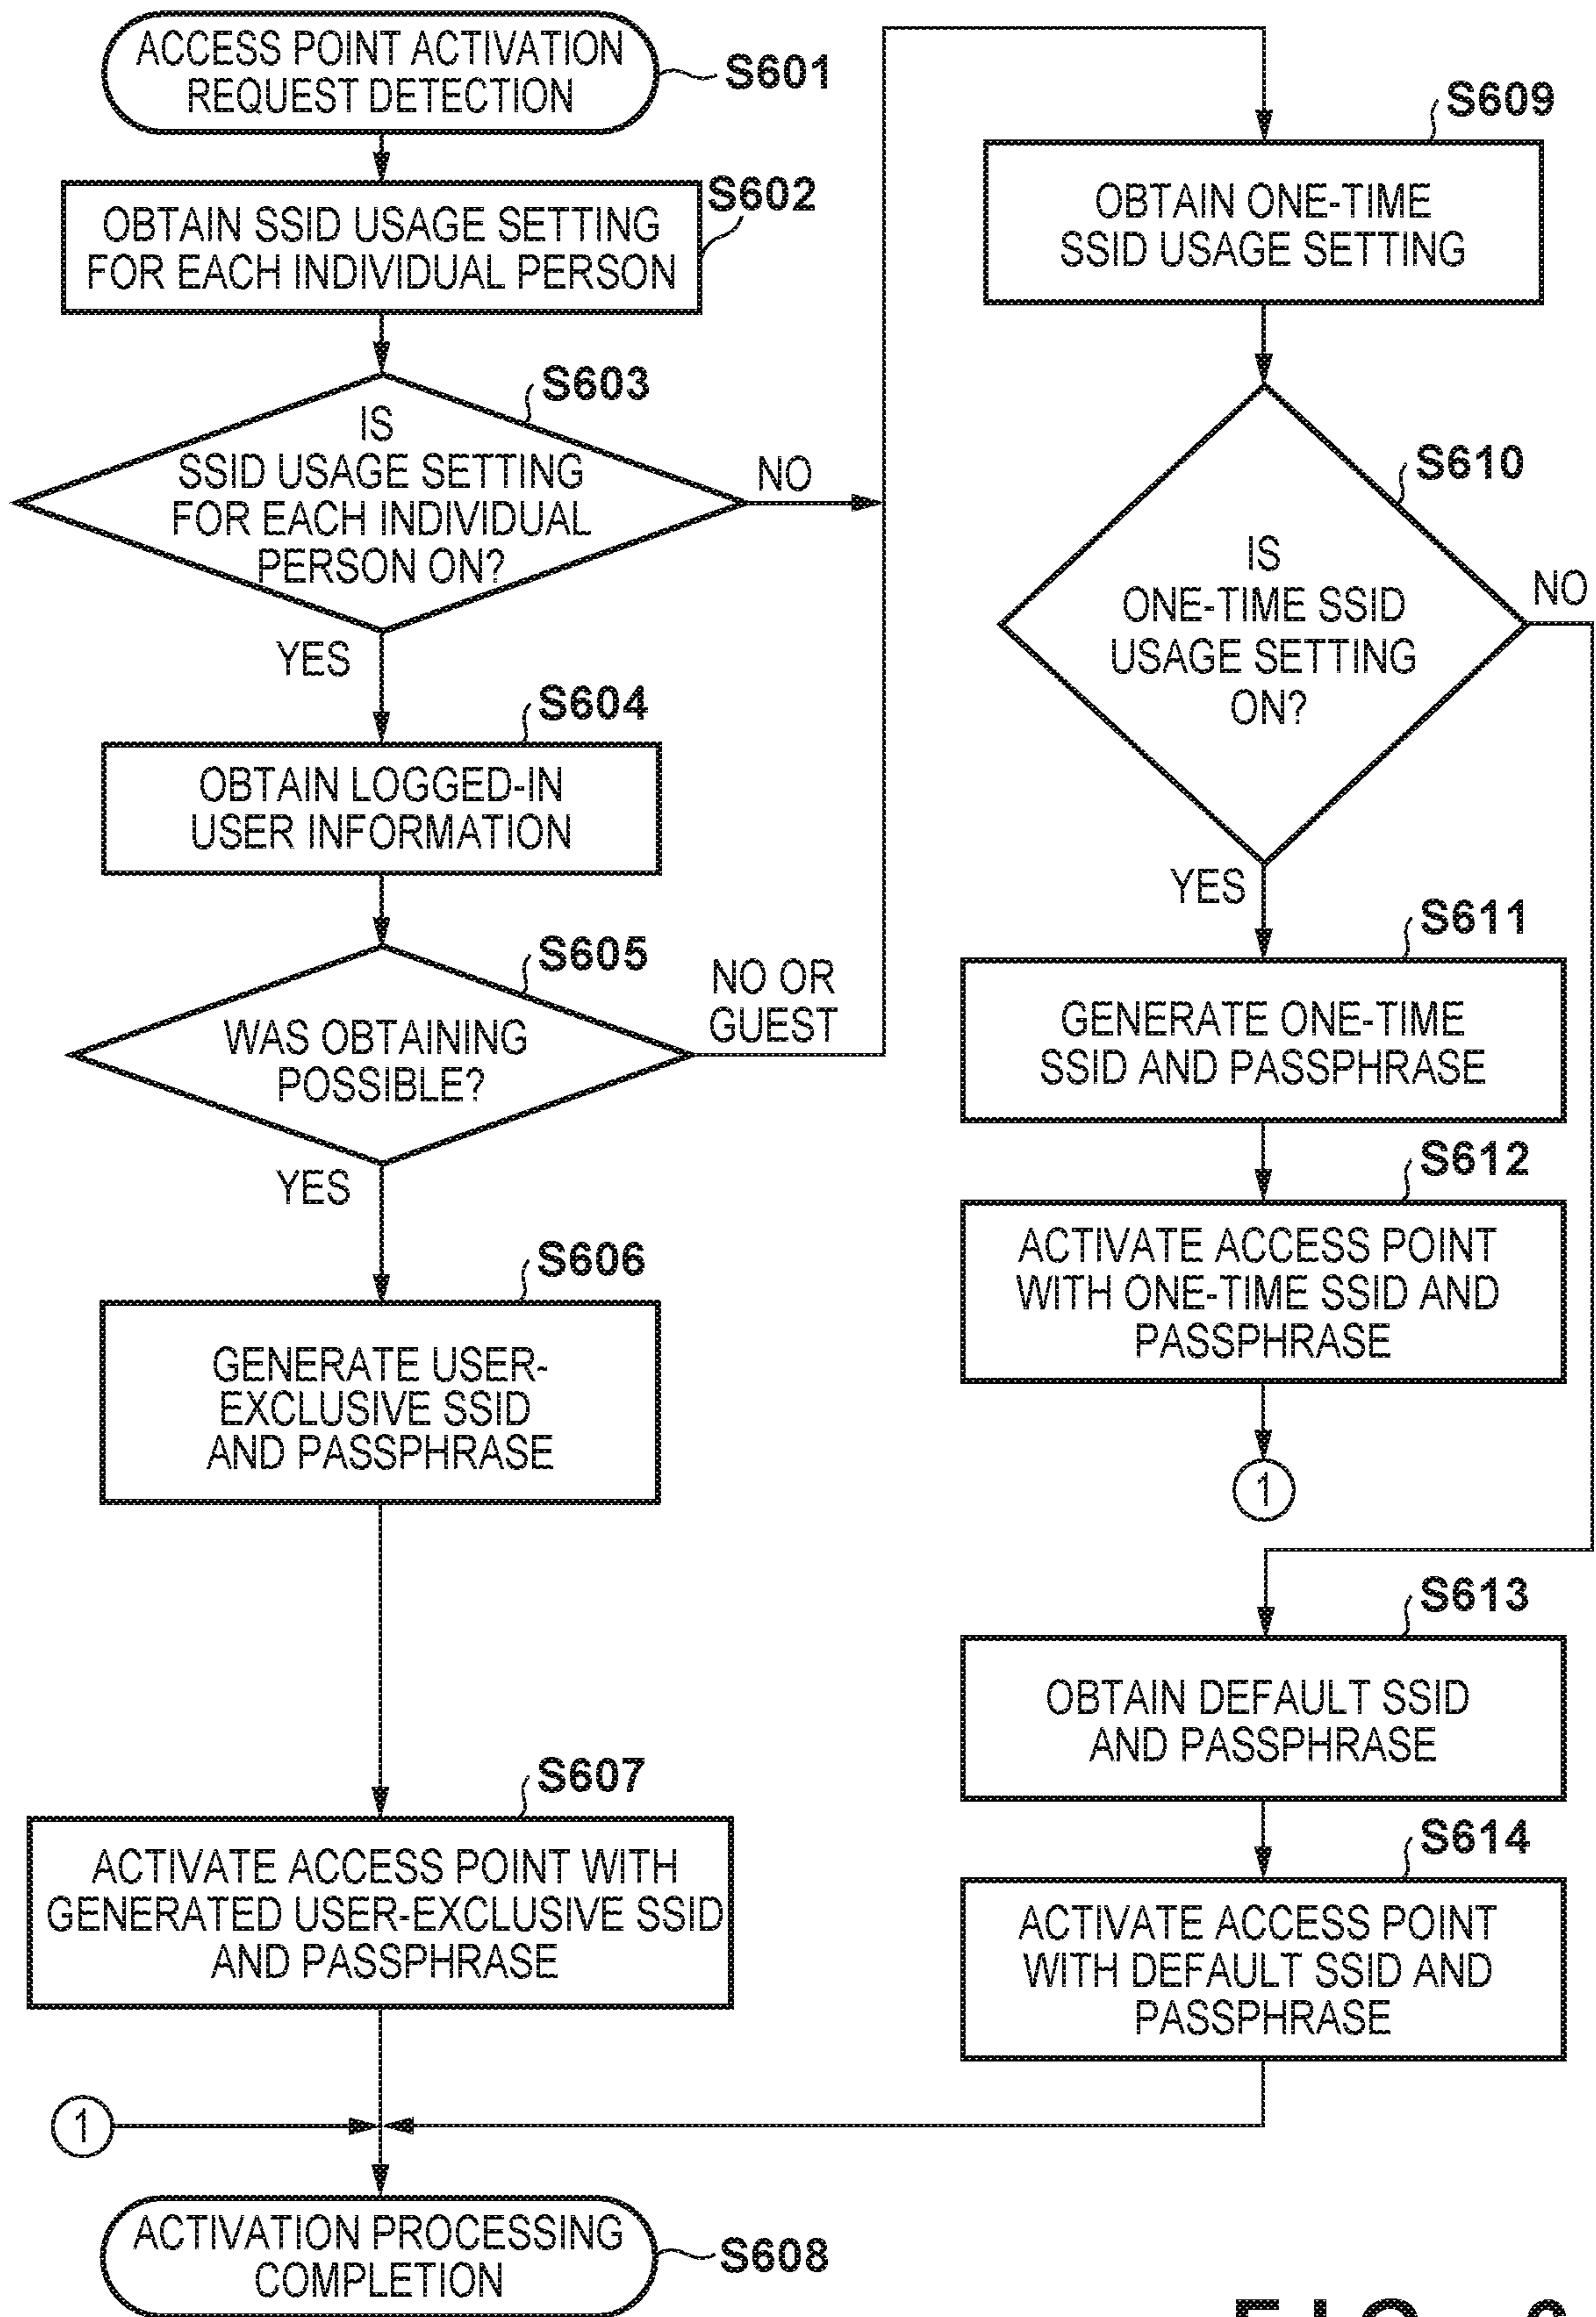 ACCESS POINT ACTIVATION
REQUEST DETECTION
S601
OBTAIN SSID USAGE SETTING
FOR EACH INDIVIDUAL PERSON
S602
IS
SSID USAGE SETTING
FOR EACH INDIVIDUAL
PERSON ON?
S603
NO
YES
OBTAIN LOGGED-IN
USER INFORMATION
S604
WAS OBTAINING
POSSIBLE?
S605
NO OR
GUEST
YES
GENERATE USER-
EXCLUSIVE SSID
AND PASSPHRASE
S606
ACTIVATE ACCESS POINT WITH
GENERATED USER-EXCLUSIVE SSID
AND PASSPHRASE
S607
1
ACTIVATION PROCESSING
COMPLETION
S608
OBTAIN ONE-TIME
SSID USAGE SETTING
S609
IS
ONE-TIME SSID
USAGE SETTING
ON?
S610
NO
YES
GENERATE ONE-TIME
SSID AND PASSPHRASE
S611
ACTIVATE ACCESS POINT
WITH ONE-TIME SSID AND
PASSPHRASE
S612
1
OBTAIN DEFAULT SSID
AND PASSPHRASE
S613
ACTIVATE ACCESS POINT
WITH DEFAULT SSID AND
PASSPHRASE
S614